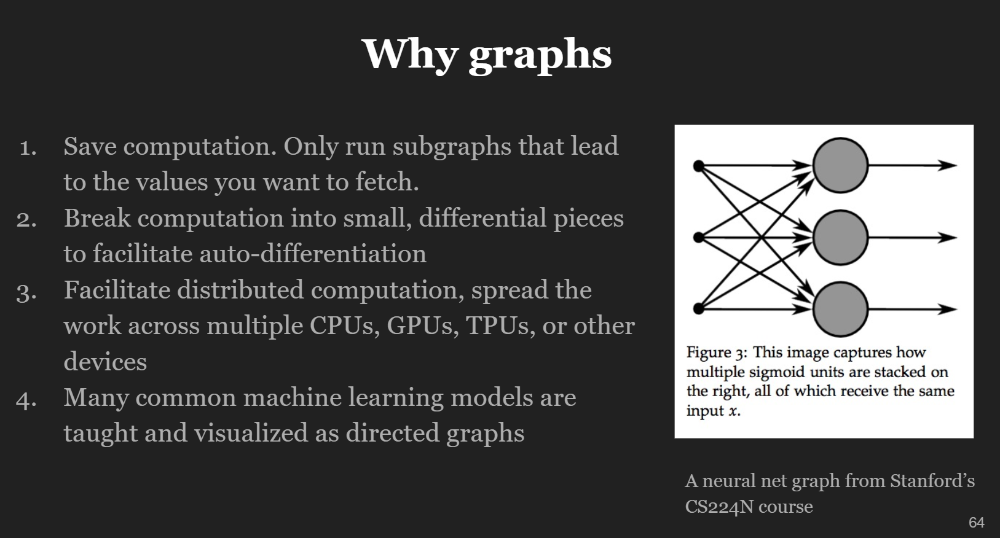 Why graphs
1. Save computation. Only run subgraphs that lead
to the values you want to fetch.
2. Break computation into small, differential pieces
to facilitate auto-differentiation
3. Facilitate distributed computation, spread the
work across multiple CPUs, GPUs, TPUs, or other
devices
4. Many common machine learning models are
taught and visualized as directed graphs
Figure 3: This image captures how
multiple sigmoid units are stacked on
the right, all of which receive the same
input x.
A neural net graph from Stanford’s
CS224N course
64